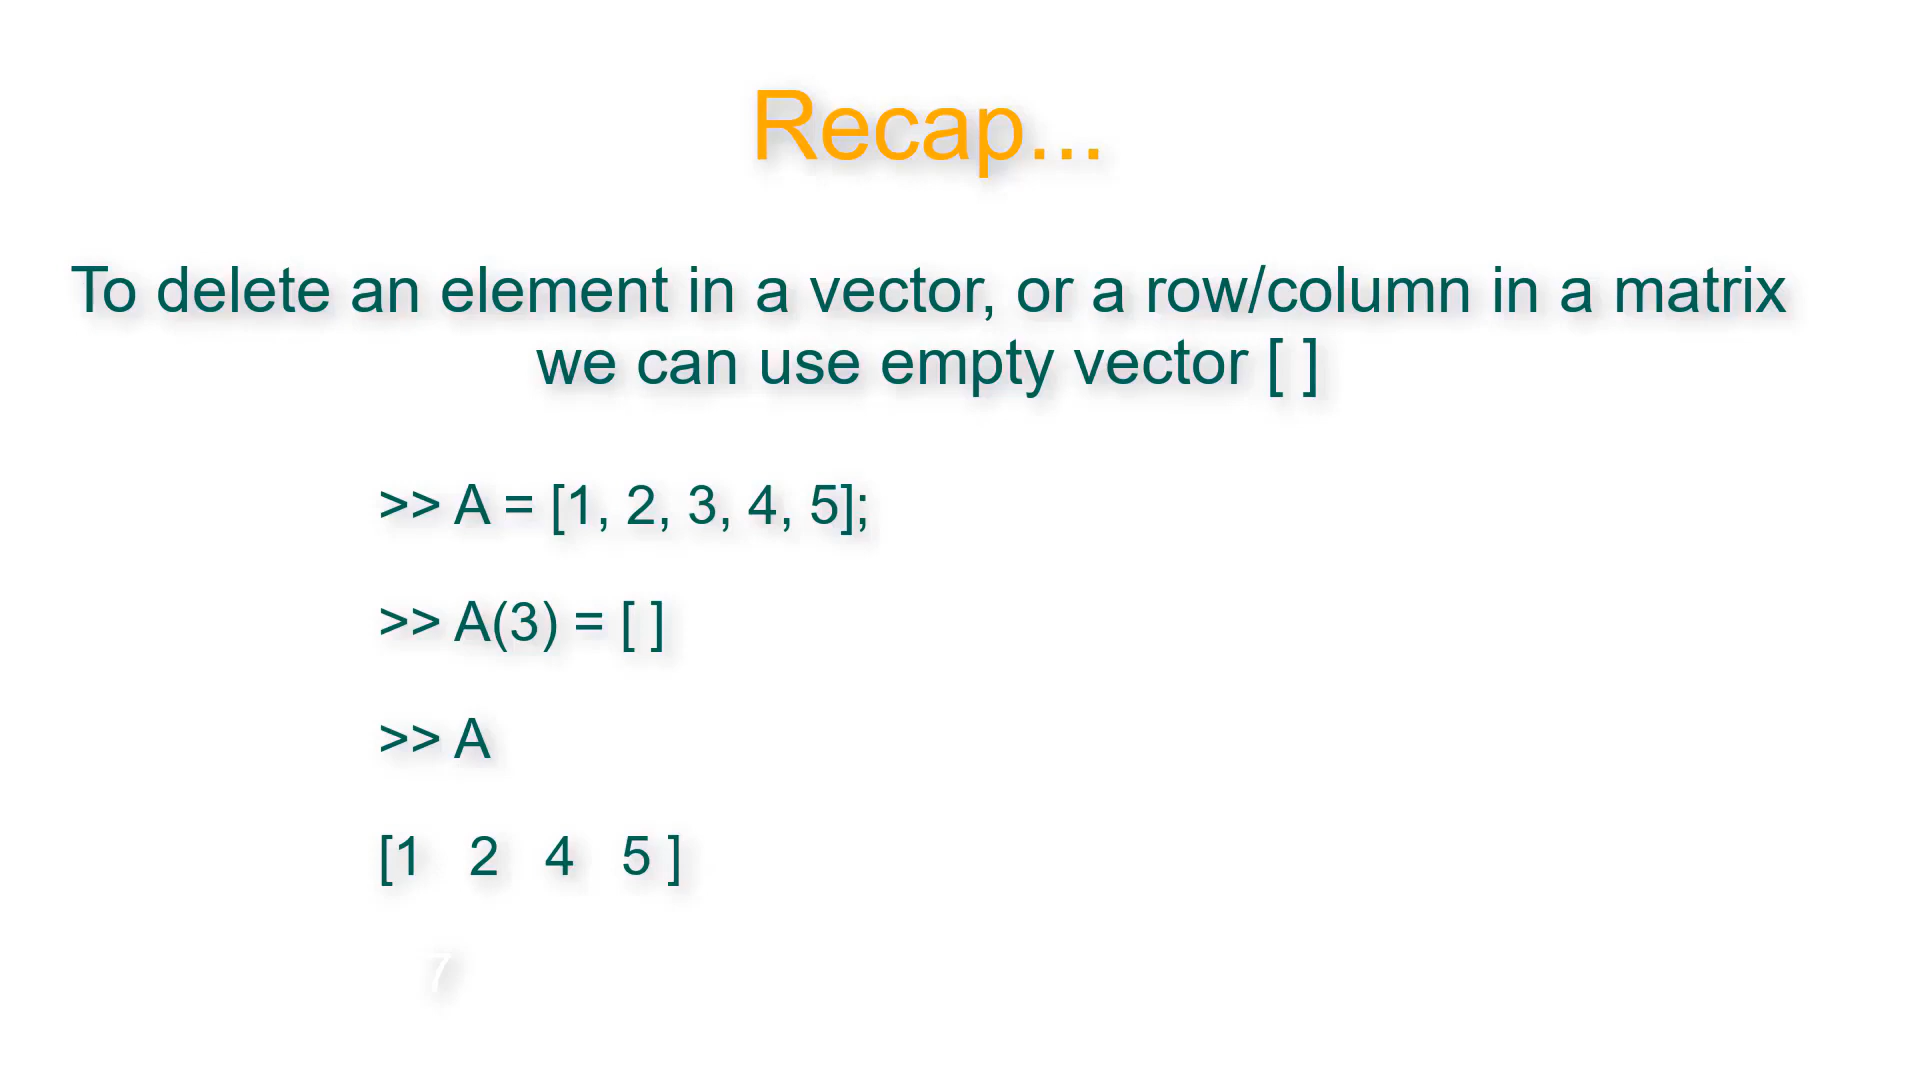 Recap...
To delete an element in a vector, or a row/column in a matrix
we can use empty vector [ ]
>> A = [1, 2, 3, 4, 5];
>> A(3) = [ ]
>> A
[1 2 4 5 ]
7